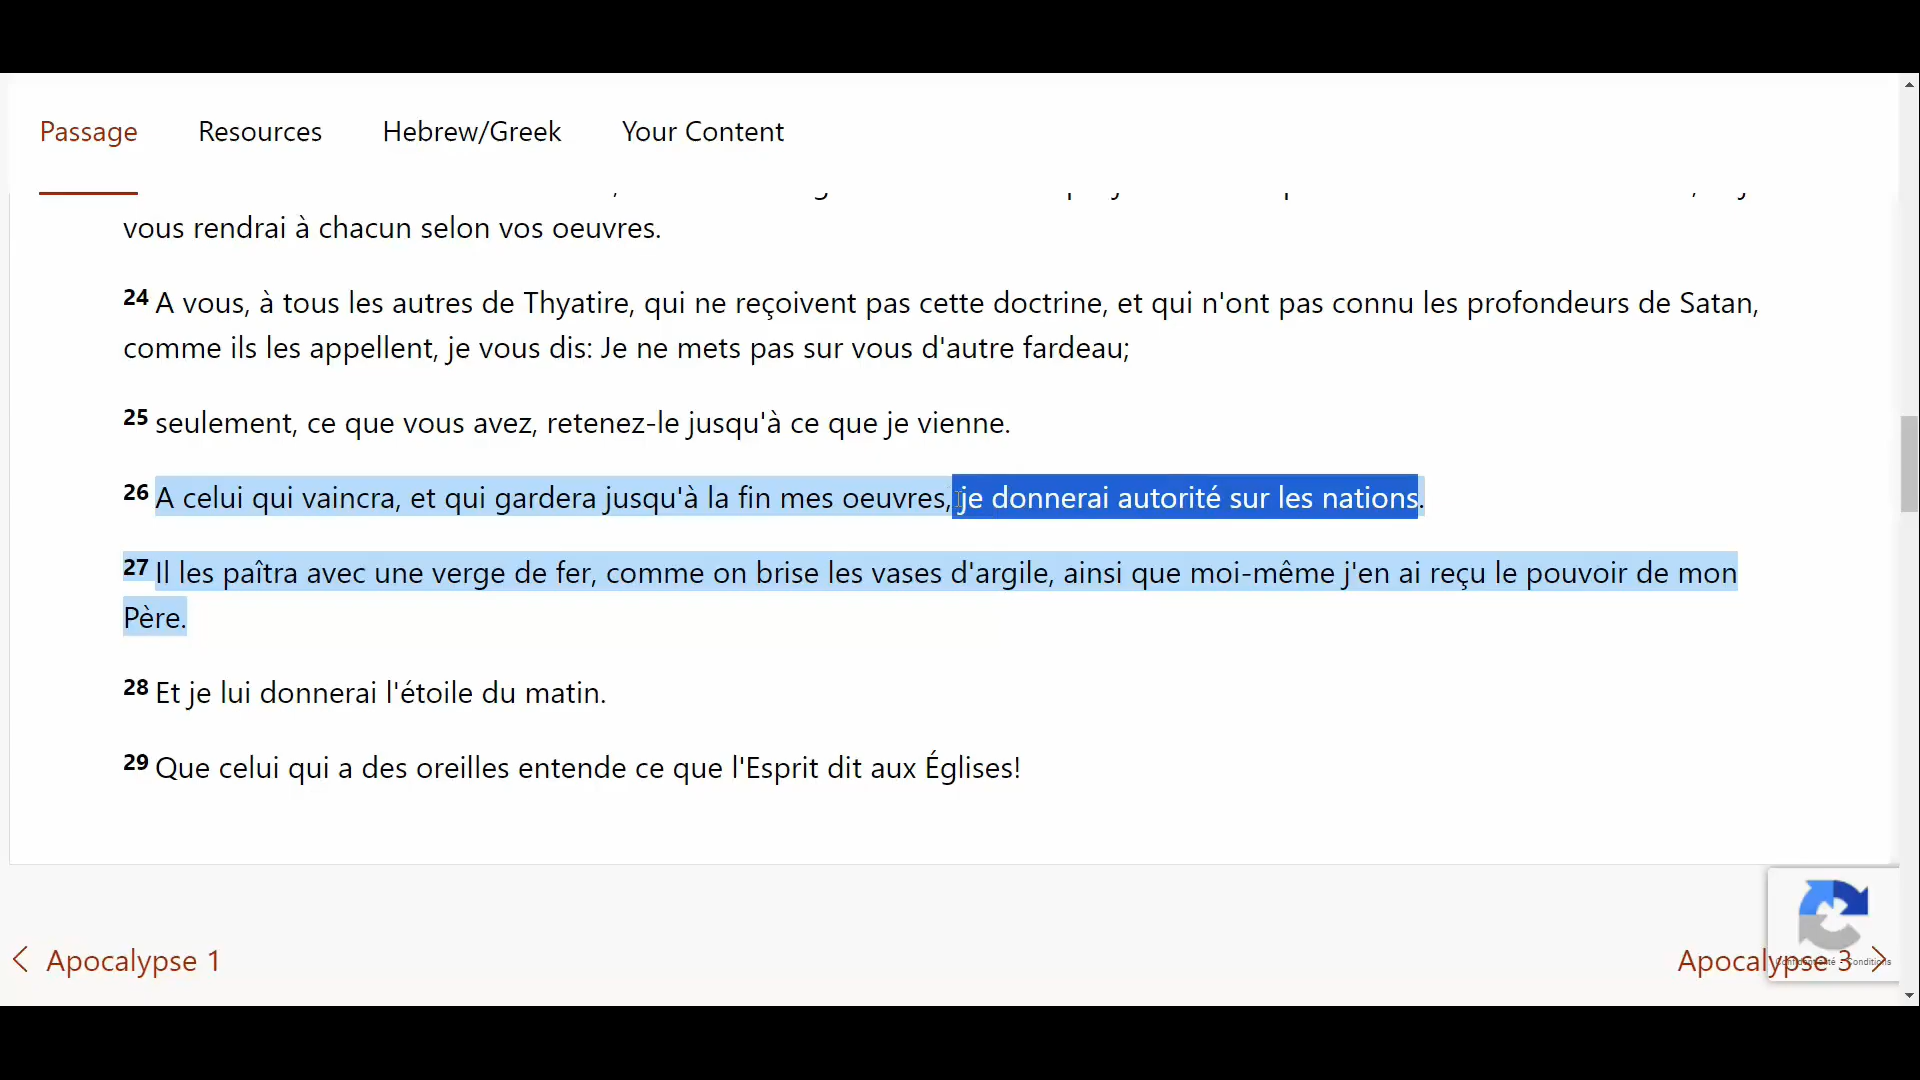 Passage Resources Hebrew/Greek Your Content
vous rendrai à chacun selon vos oeuvres.
24 A vous, à tous les autres de Thyatire, qui ne reçoivent pas cette doctrine, et qui n'ont pas connu les profondeurs de Satan,
comme ils les appellent, je vous dis: Je ne mets pas sur vous d'autre fardeau;
25 seulement, ce que vous avez, retenez-le jusqu'à ce que je vienne.
26 A celui qui vaincra, et qui gardera jusqu'à la fin mes oeuvres, je donnerai autorité sur les nations.
27 Il les paîtra avec une verge de fer, comme on brise les vases d'argile, ainsi que moi-même j'en ai reçu le pouvoir de mon
Père.
28 Et je lui donnerai l'étoile du matin.
29 Que celui qui a des oreilles entende ce que l'Esprit dit aux Églises!
Apocalypse 1 Apocalypse 3